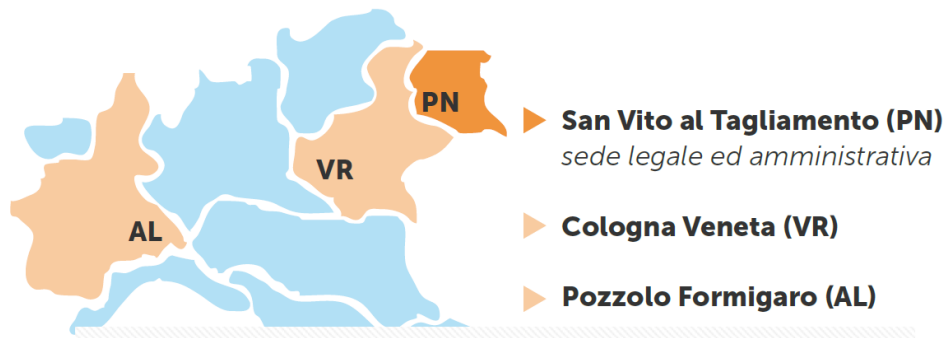 PN
VR
AL
San Vito al Tagliamento (PN)
sede legale ed amministrativa
Cologna Veneta (VR)
Pozzolo Formigaro (AL)